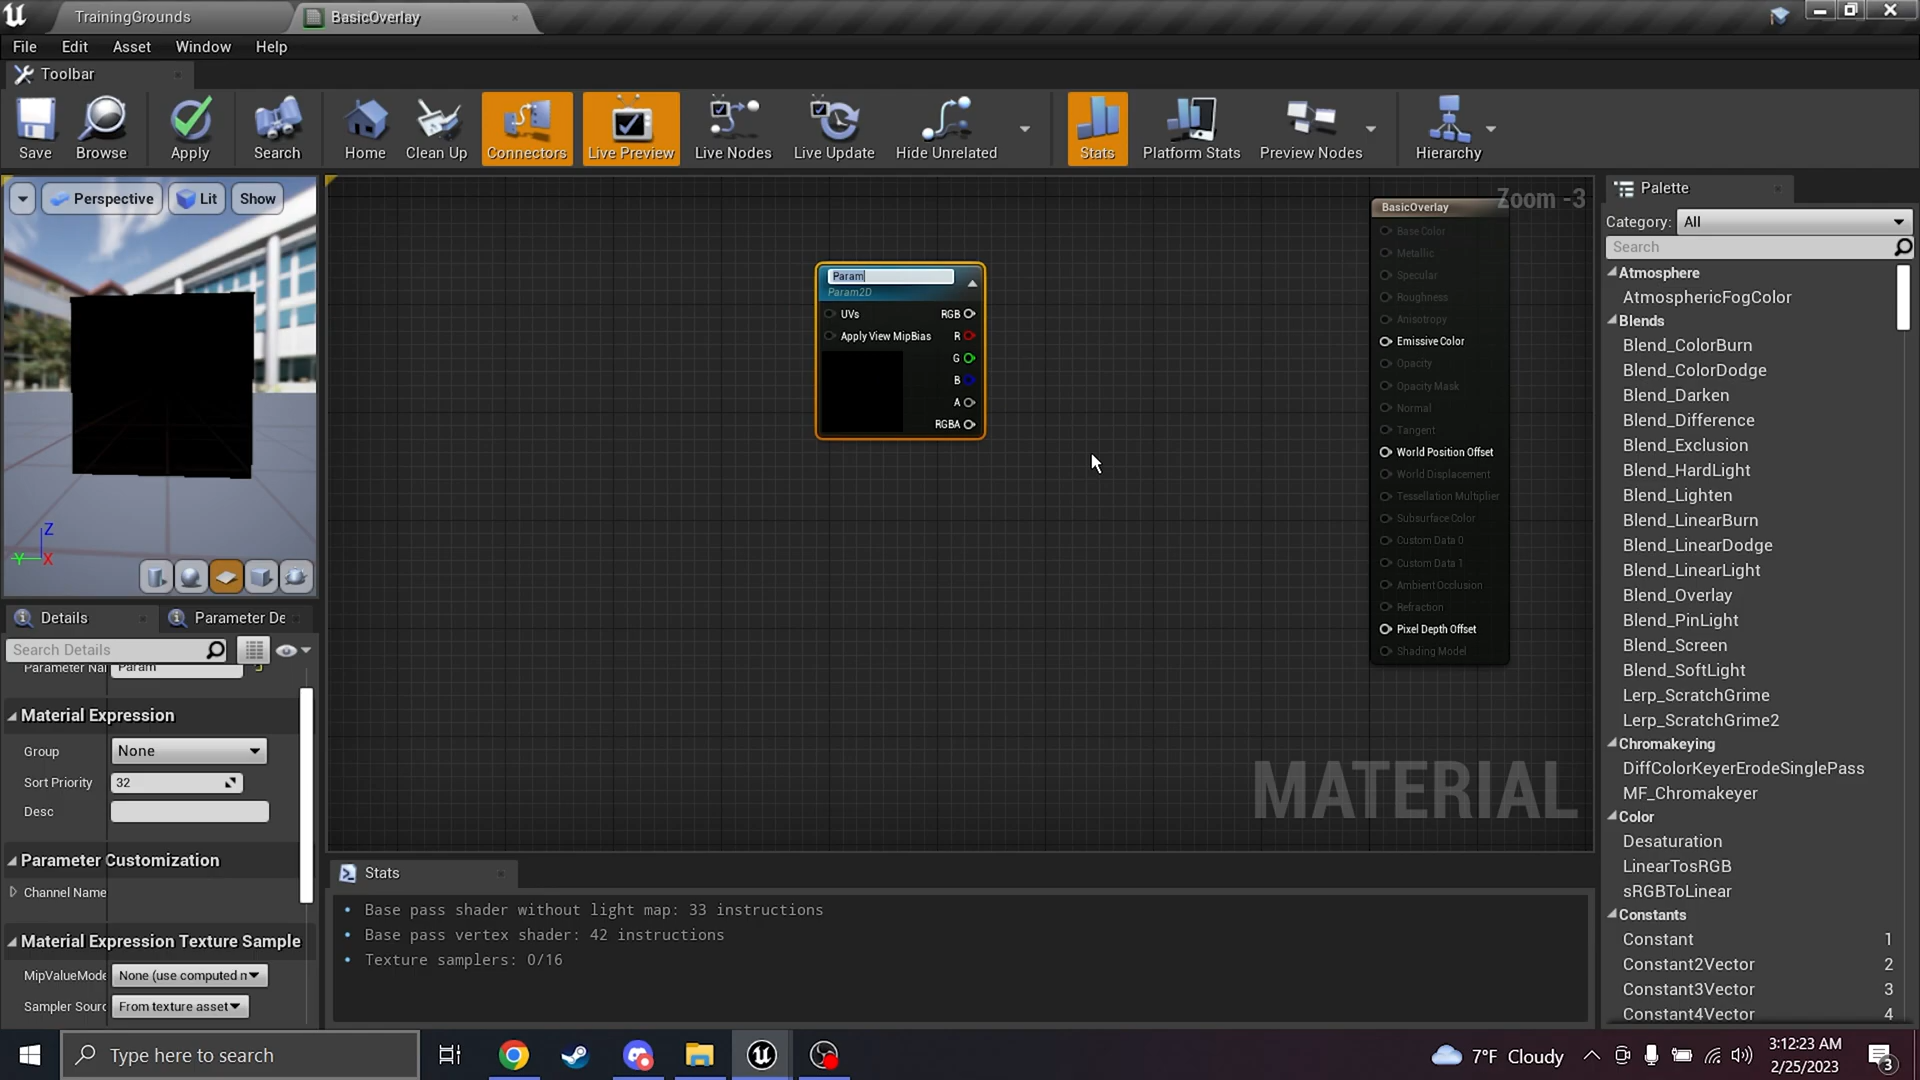 TrainingGrounds
BasicOverlay
File
Edit
Asset
Window
Help
Toolbar
Save
Browse
Apply
Search
Home
Clean Up
Connectors
Live Preview
Live Nodes
Live Update
Hide Unrelated
Stats
Platform Stats
Preview Nodes
Hierarchy
Perspective
Lit
Show
Z
Y
X
Details
Parameter De
Search Details
Parameter Nai
Param
Material Expression
Group
None
Sort Priority
32
Desc
Parameter Customization
Channel Name
Material Expression Texture Sample
MipValueMode
None (use computed m
Sampler Sourc
From texture asset
Zoom -3
Param
Param2D
UVs
RGB
Apply View MipBias
R
G
B
A
RGBA
BasicOverlay
Base Color
Metallic
Specular
Roughness
Anisotropy
Emissive Color
Opacity
Opacity Mask
Normal
Tangent
World Position Offset
World Displacement
Tessellation Multiplier
Subsurface Color
Custom Data 0
Custom Data 1
Ambient Occlusion
Refraction
Pixel Depth Offset
Shading Model
MATERIAL
Stats
Base pass shader without light map: 33 instructions
Base pass vertex shader: 42 instructions
Texture samplers: 0/16
Palette
Category:
All
Search
Atmosphere
AtmosphericFogColor
Blends
Blend_ColorBurn
Blend_ColorDodge
Blend_Darken
Blend_Difference
Blend_Exclusion
Blend_HardLight
Blend_Lighten
Blend_LinearBurn
Blend_LinearDodge
Blend_LinearLight
Blend_Overlay
Blend_PinLight
Blend_Screen
Blend_SoftLight
Lerp_ScratchGrime
Lerp_ScratchGrime2
Chromakeying
DiffColorKeyerErodeSinglePass
MF_Chromakeyer
Color
Desaturation
LinearTosRGB
sRGBToLinear
Constants
Constant 1
Constant2Vector 2
Constant3Vector 3
Constant4Vector 4
Type here to search
7°F Cloudy
3:12:23 AM
2/25/2023
3